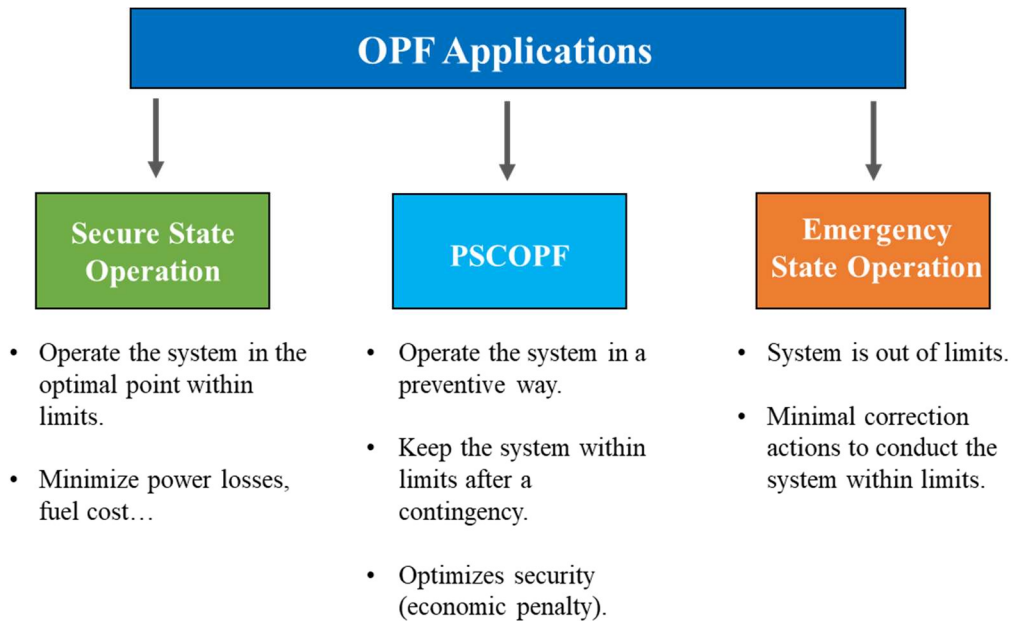 OPF Applications
Secure State
Operation
• Operate the system in the
optimal point within
limits.
• Minimize power losses,
fuel cost…
PSCOPF
• Operate the system in a
preventive way.
• Keep the system within
limits after a
contingency.
• Optimizes security
(economic penalty).
Emergency
State Operation
• System is out of limits.
• Minimal correction
actions to conduct the
system within limits.